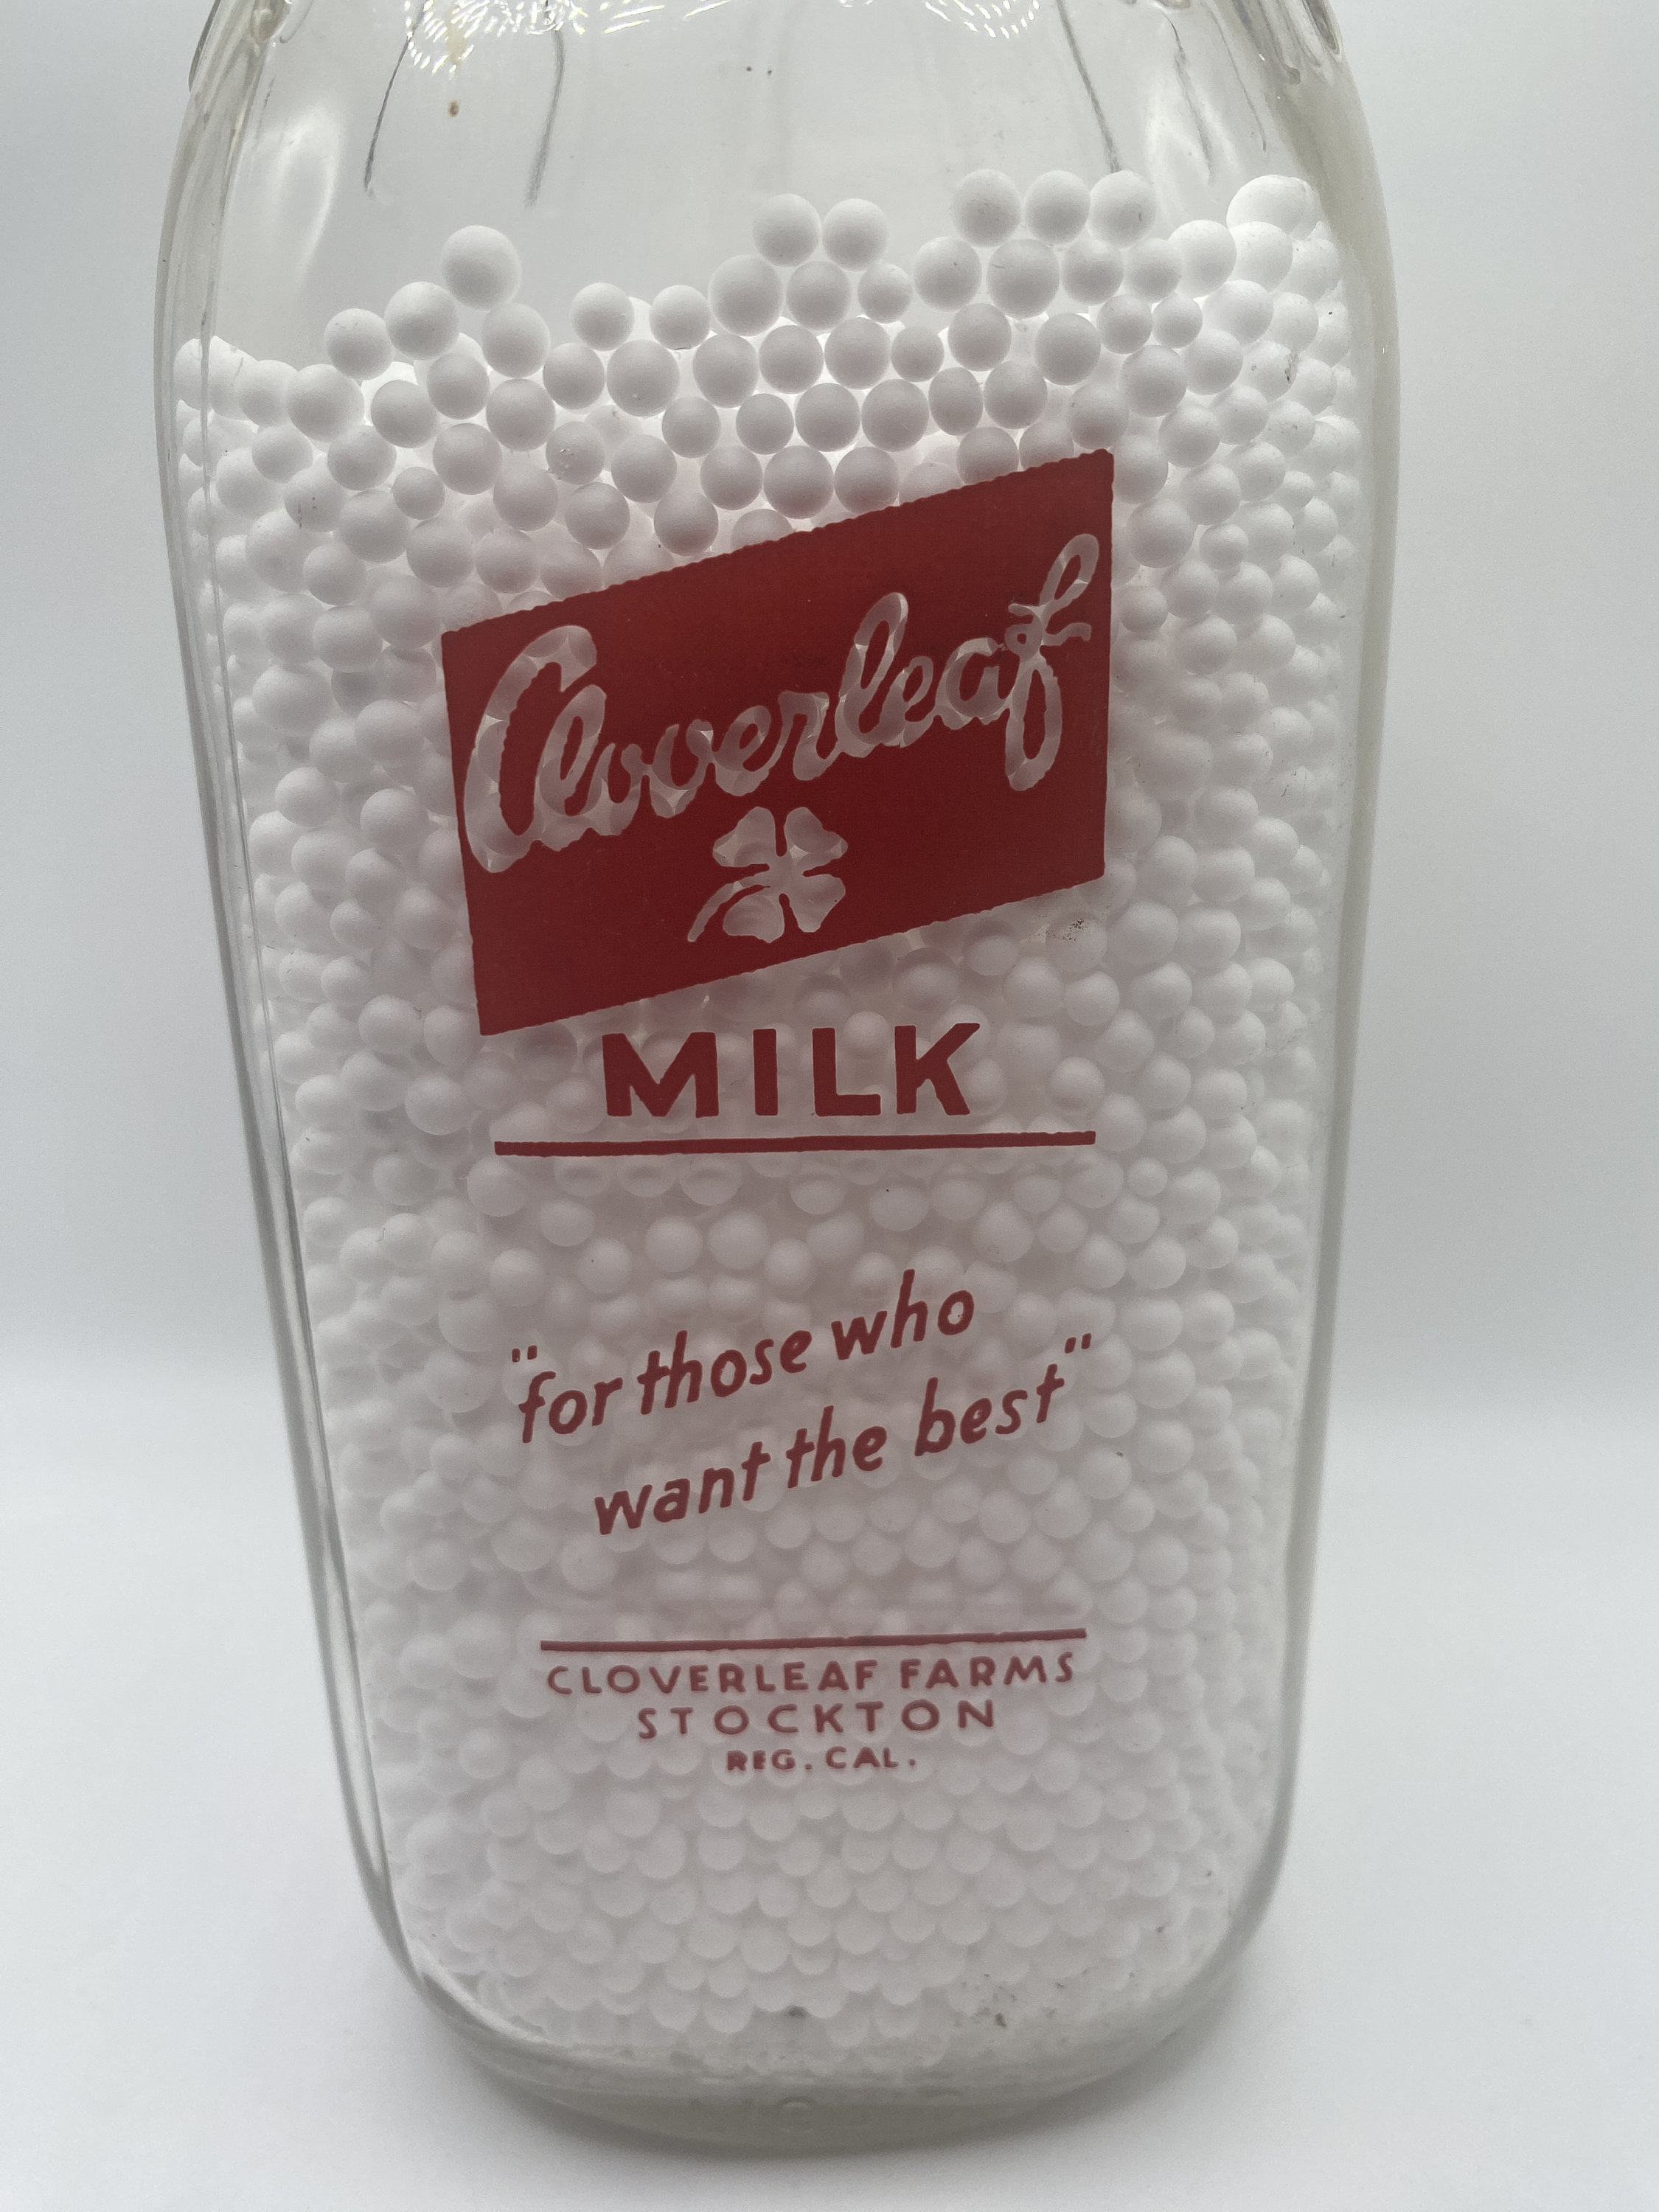 Cloverleaf
MILK
"for those who
want the best"
CLOVERLEAF FARMS
STOCKTON
REG. CAL.